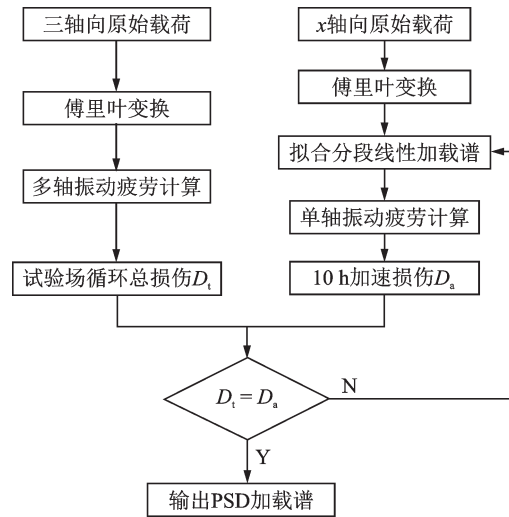 三轴向原始载荷
傅里叶变换
多轴振动疲劳计算
试验场循环总损伤Dt
x轴向原始载荷
傅里叶变换
拟合分段线性加载谱
单轴振动疲劳计算
10 h加速损伤Da
Dt = Da
N
Y
输出PSD加载谱